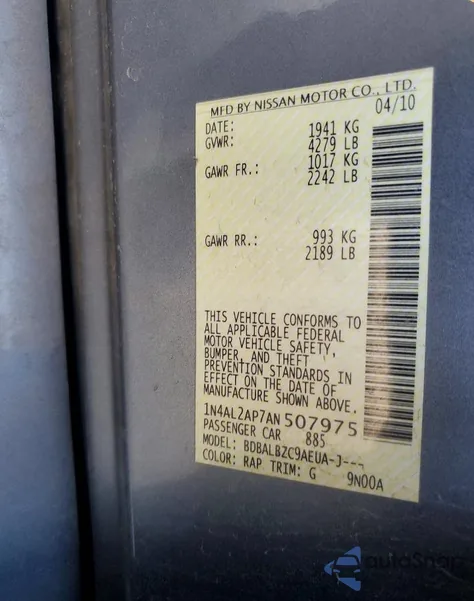 MFD BY NISSAN MOTOR CO., LTD.
DATE: 04/10
GVWR: 1941 KG
4279 LB
GAWR FR.: 1017 KG
2242 LB
GAWR RR.: 993 KG
2189 LB
THIS VEHICLE CONFORMS TO
ALL APPLICABLE FEDERAL
MOTOR VEHICLE SAFETY,
BUMPER, AND THEFT
PREVENTION STANDARDS IN
EFFECT ON THE DATE OF
MANUFACTURE SHOWN ABOVE.
1N4AL2AP7AN507975
PASSENGER CAR 885
MODEL: BDBALBZC9AEUA-J---
COLOR: RAP TRIM: G 9N00A
autoSnap